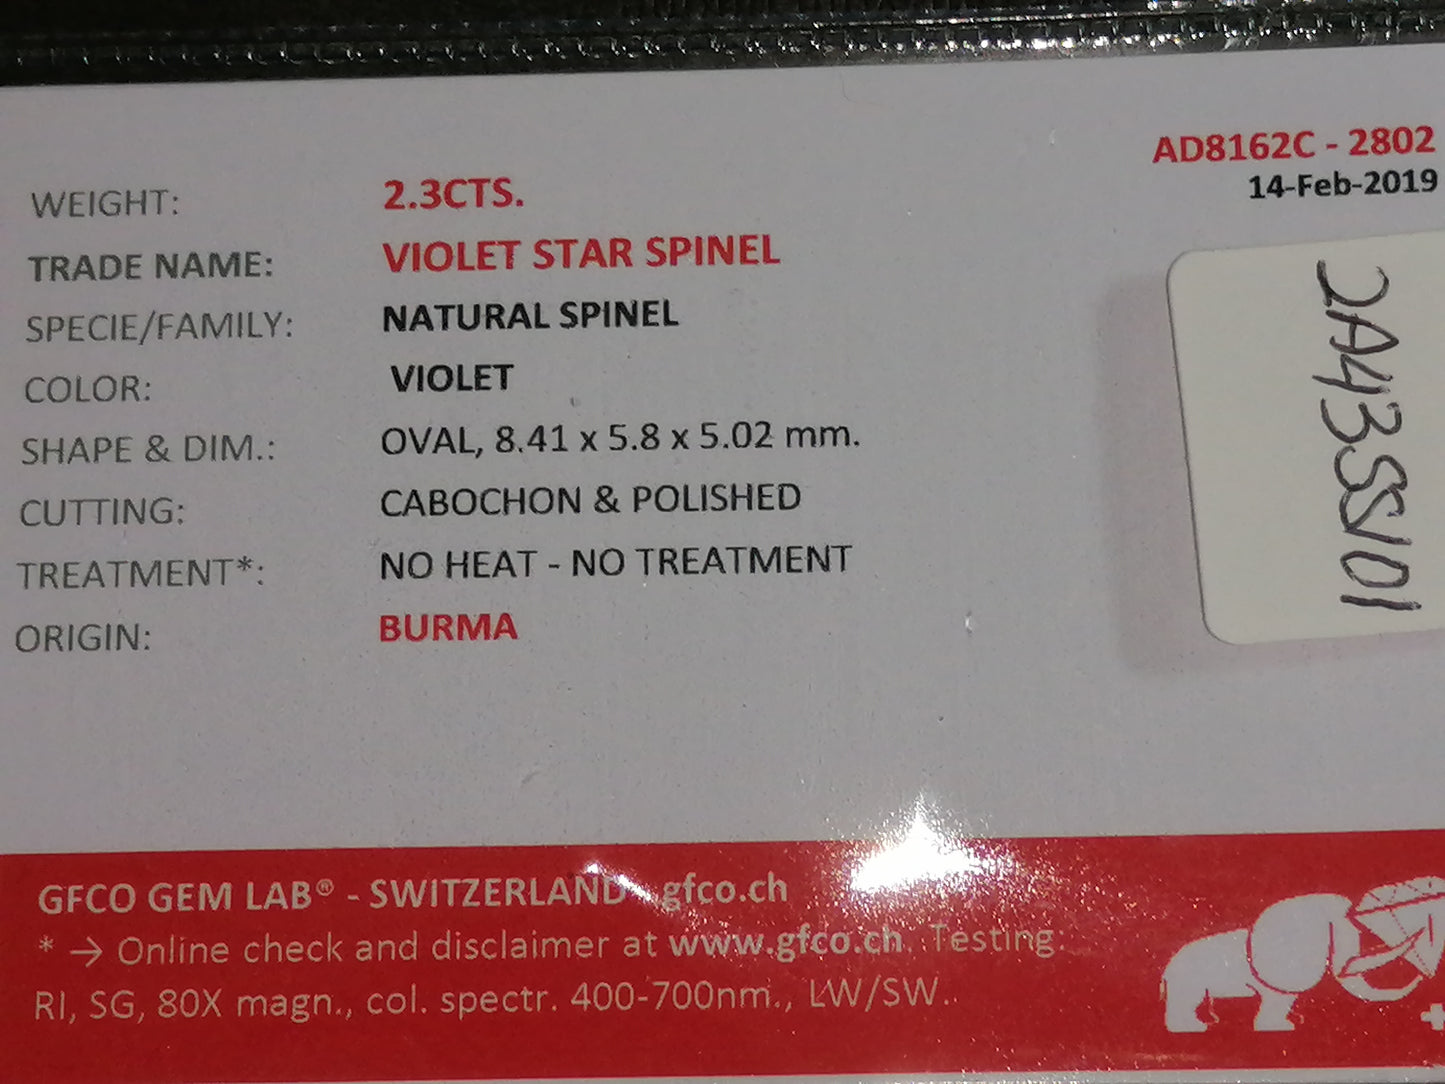 AD8162C - 2802
14-Feb-2019
WEIGHT: 2.3CTS.
TRADE NAME: VIOLET STAR SPINEL
SPECIE/FAMILY: NATURAL SPINEL
COLOR: VIOLET
SHAPE & DIM.: OVAL, 8.41 x 5.8 x 5.02 mm.
CUTTING: CABOCHON & POLISHED
TREATMENT*: NO HEAT - NO TREATMENT
ORIGIN: BURMA
2A43SS101
GFCO GEM LAB® - SWITZERLAND - gfco.ch
* → Online check and disclaimer at www.gfco.ch. Testing:
RI, SG, 80X magn., col. spectr. 400-700nm., LW/SW..